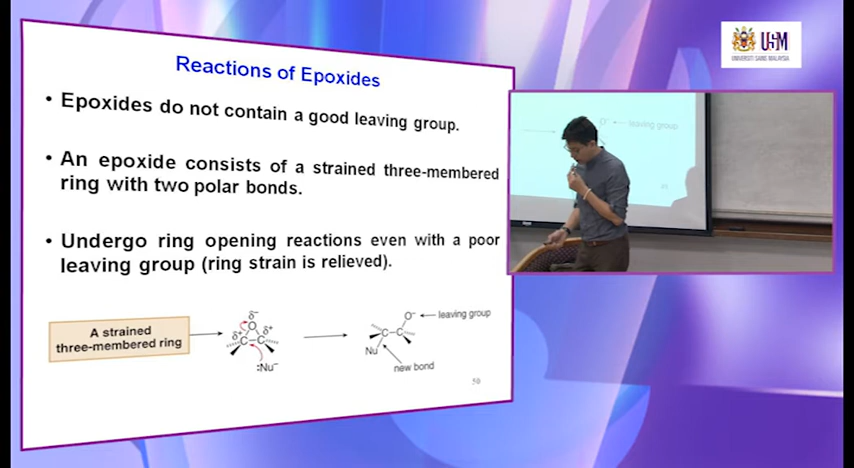 Reactions of Epoxides
• Epoxides do not contain a good leaving group.
• An epoxide consists of a strained three-membered
ring with two polar bonds.
• Undergo ring opening reactions even with a poor
leaving group (ring strain is relieved).
A strained
three-membered ring
δ−
O
δ+ δ+
C–C
:Nu−
O− leaving group
C–C
Nu
new bond
50
USM
UNIVERSITI SAINS MALAYSIA
O− leaving group